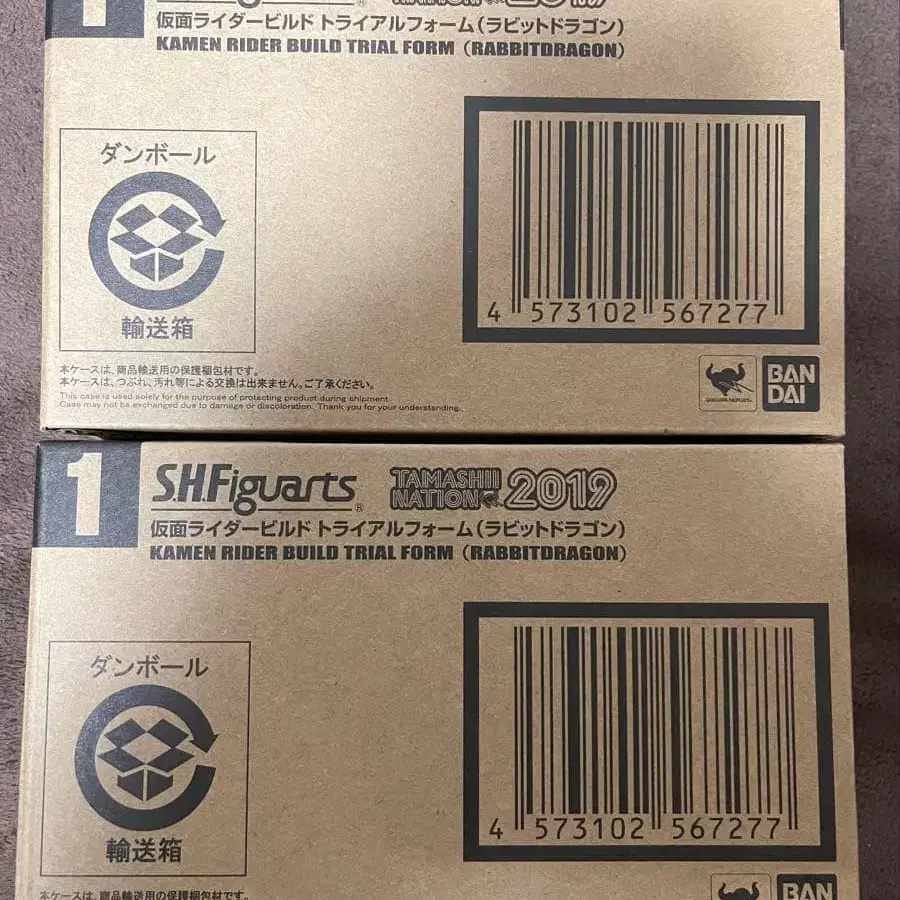 1
S.H.Figuarts TAMASHII NATION 2019
仮面ライダービルド トライアルフォーム(ラビットドラゴン)
KAMEN RIDER BUILD TRIAL FORM (RABBITDRAGON)
ダンボール
輸送箱
4 573102 567277
本ケースは、商品輸送用の保護梱包材です。
本ケースは、つぶれ、汚れ等による交換は出来ません。ご了承ください。
This case is used solely for the purpose of protecting product during shipment.
Case may not be exchanged due to damage or discoloration. Thank you for your understanding.
BAN
DAI
1
S.H.Figuarts® TAMASHII NATION 2019
仮面ライダービルド トライアルフォーム(ラビットドラゴン)
KAMEN RIDER BUILD TRIAL FORM (RABBITDRAGON)
ダンボール
輸送箱
4 573102 567277
本ケースは、商品輸送用の保護梱包材です。
BAN